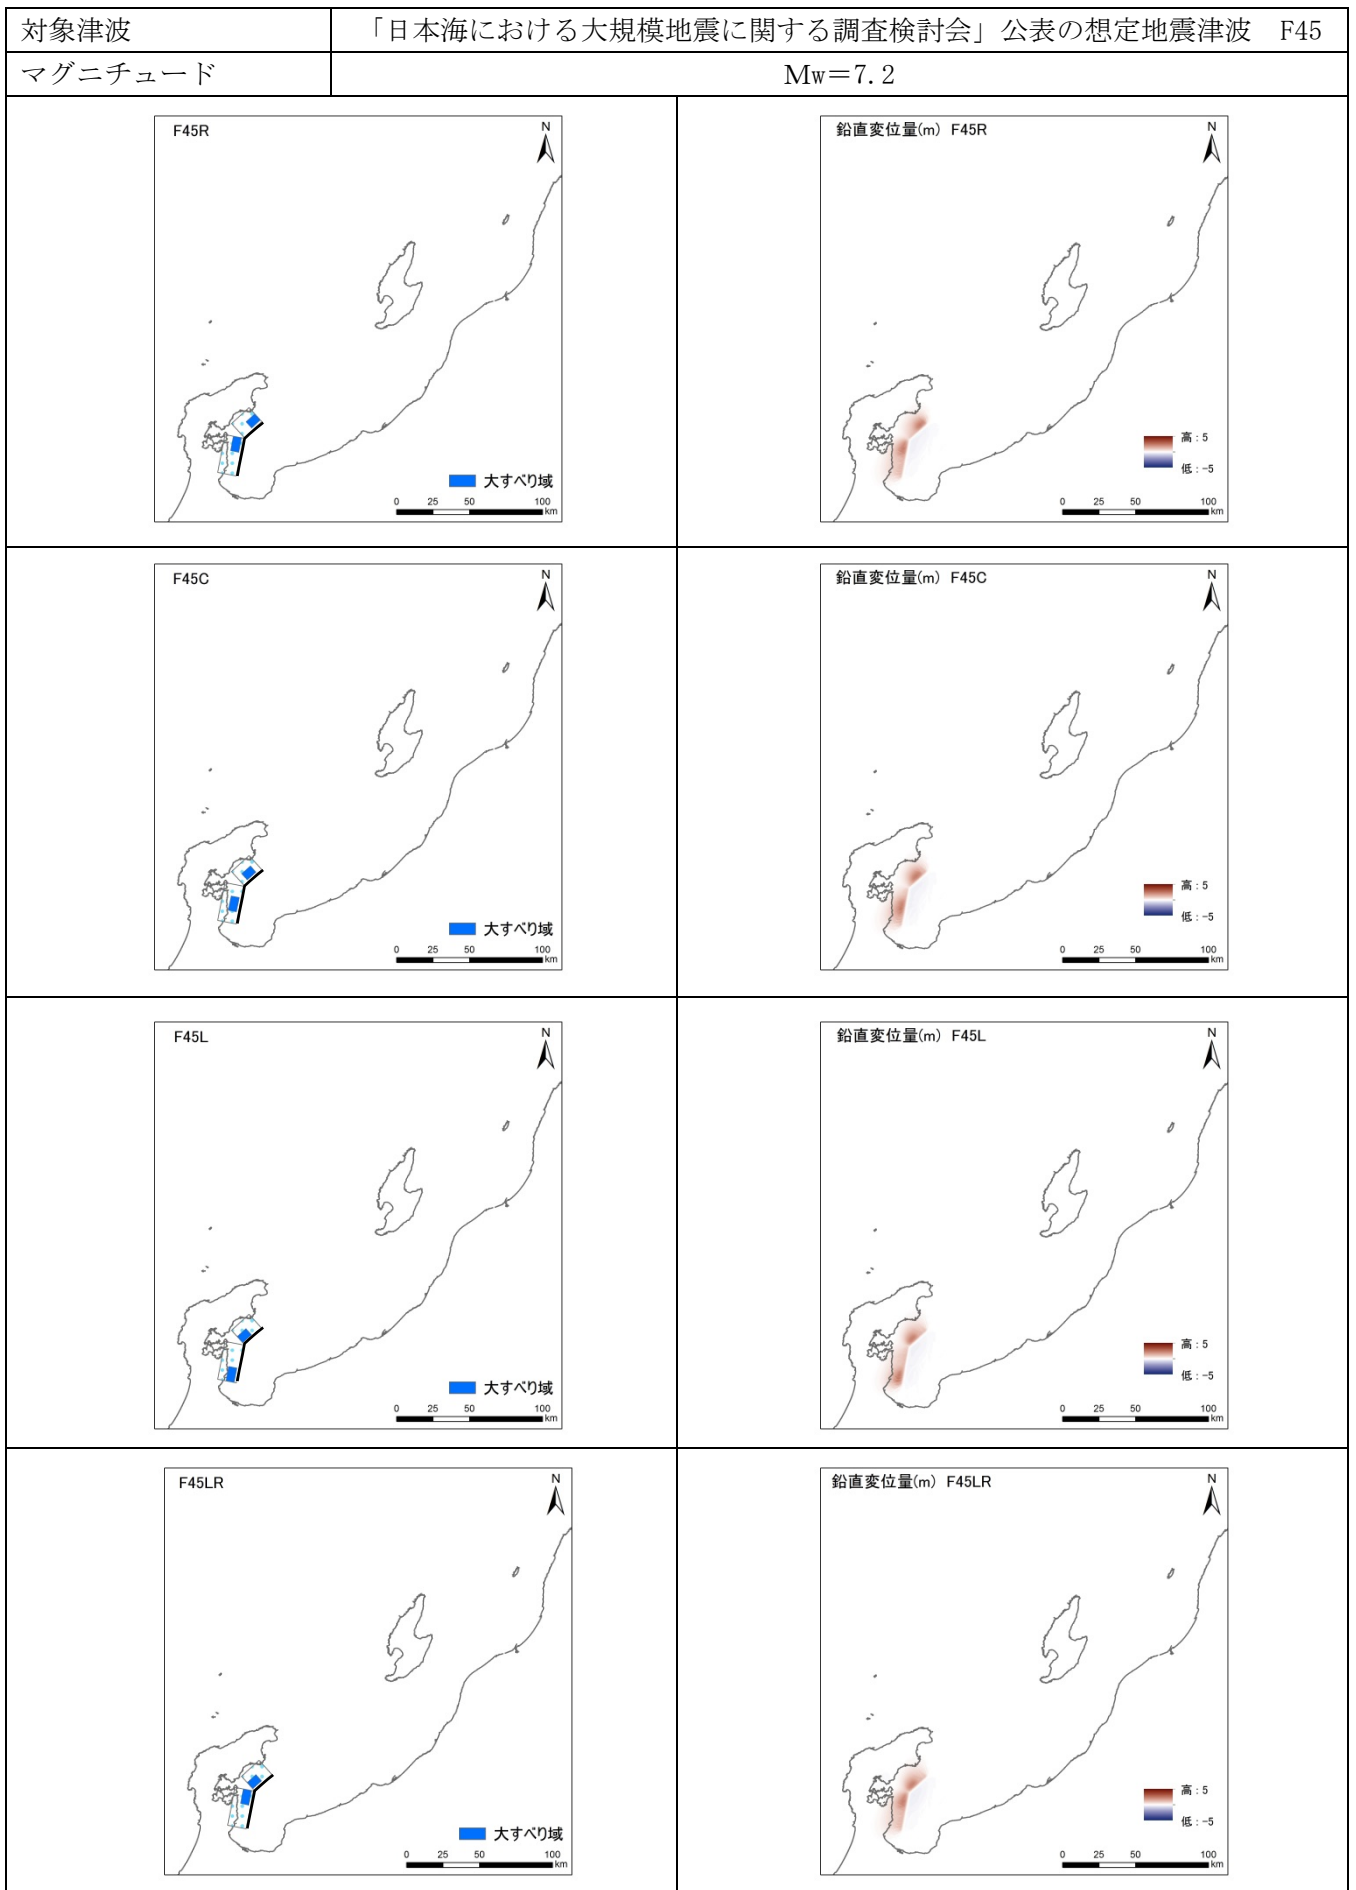 対象津波
「日本海における大規模地震に関する調査検討会」公表の想定地震津波　F45
マグニチュード
Mw＝7.2
F45R
N
大すべり域
0 25 50 100
km
鉛直変位量(m) F45R
N
高：5
低：-5
0 25 50 100
km
F45C
N
大すべり域
0 25 50 100
km
鉛直変位量(m) F45C
N
高：5
低：-5
0 25 50 100
km
F45L
N
大すべり域
0 25 50 100
km
鉛直変位量(m) F45L
N
高：5
低：-5
0 25 50 100
km
F45LR
N
大すべり域
0 25 50 100
km
鉛直変位量(m) F45LR
N
高：5
低：-5
0 25 50 100
km